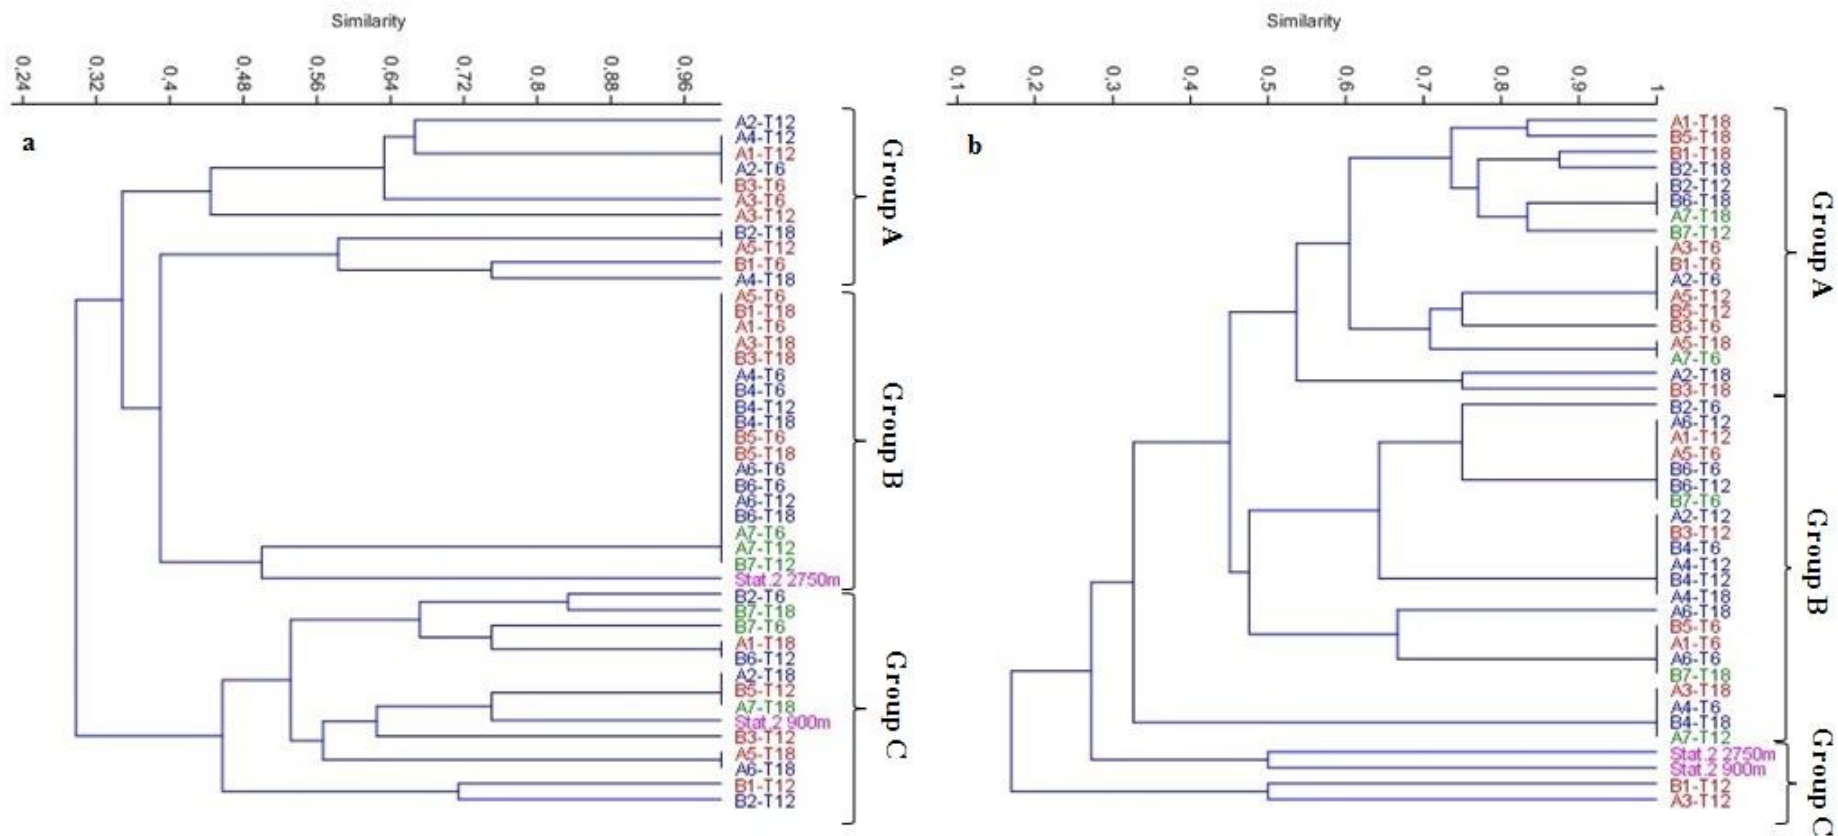 Similarity
0,24 0,32 0,4 0,48 0,56 0,64 0,72 0,8 0,88 0,96
a
A2-T12
A4-T12
A1-T12
A2-T6
B3-T6
A3-T6
A3-T12
B2-T18
A5-T12
B1-T6
A4-T18
Group A
A5-T6
B1-T18
A1-T6
A3-T18
B3-T18
A4-T6
B4-T6
B4-T12
B4-T18
B5-T6
B5-T18
A6-T6
B6-T6
A6-T12
B6-T18
A7-T6
A7-T12
B7-T12
Stat.2 2750m
Group B
B2-T6
B7-T18
B7-T6
A1-T18
B6-T12
A2-T18
B5-T12
A7-T18
Stat.2 900m
B3-T12
A5-T18
A6-T18
B1-T12
B2-T12
Group C
Similarity
0,1 0,2 0,3 0,4 0,5 0,6 0,7 0,8 0,9 1
b
A1-T18
B5-T18
B1-T18
B2-T18
B2-T12
B6-T18
A7-T18
B7-T12
A3-T6
B1-T6
A2-T6
A5-T12
B5-T12
B3-T6
A5-T18
A7-T6
A2-T18
B3-T18
Group A
B2-T6
A6-T12
A1-T12
A5-T6
B6-T6
B6-T12
B7-T6
A2-T12
B3-T12
B4-T6
A4-T12
B4-T12
A4-T18
A6-T18
B5-T6
A1-T6
A6-T6
B7-T18
A3-T18
A4-T6
B4-T18
A7-T12
Group B
Stat.2 2750m
Stat.2 900m
B1-T12
A3-T12
Group C